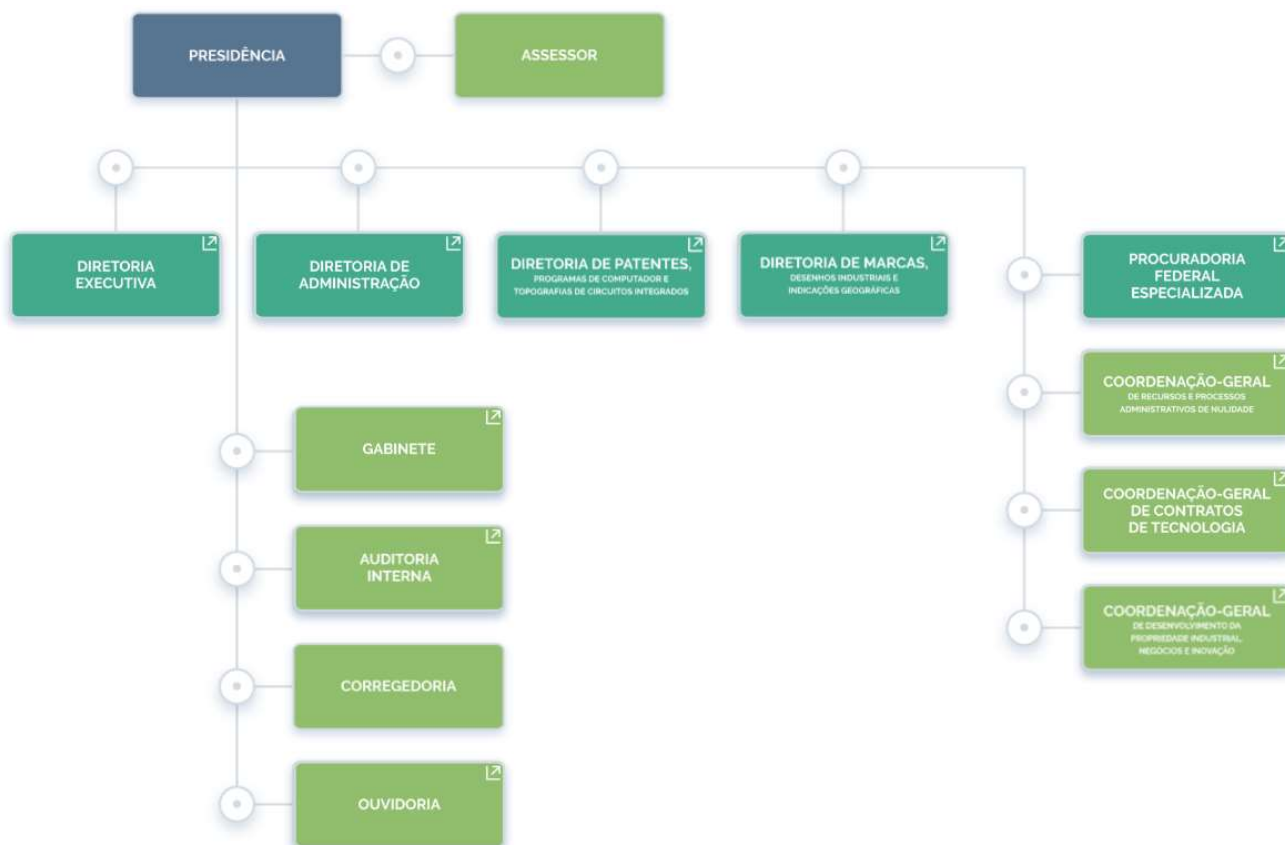 PRESIDÊNCIA
ASSESSOR
DIRETORIA
EXECUTIVA
DIRETORIA DE
ADMINISTRAÇÃO
DIRETORIA DE PATENTES,
PROGRAMAS DE COMPUTADOR E
TOPOGRAFIAS DE CIRCUITOS INTEGRADOS
DIRETORIA DE MARCAS,
DESENHOS INDUSTRIAIS E
INDICAÇÕES GEOGRÁFICAS
PROCURADORIA
FEDERAL
ESPECIALIZADA
COORDENAÇÃO-GERAL
DE RECURSOS E PROCESSOS
ADMINISTRATIVOS DE NULIDADE
COORDENAÇÃO-GERAL
DE CONTRATOS
DE TECNOLOGIA
COORDENAÇÃO-GERAL
DE DESENVOLVIMENTO DA
PROPRIEDADE INDUSTRIAL,
NEGÓCIOS E INOVAÇÃO
GABINETE
AUDITORIA
INTERNA
CORREGEDORIA
OUVIDORIA